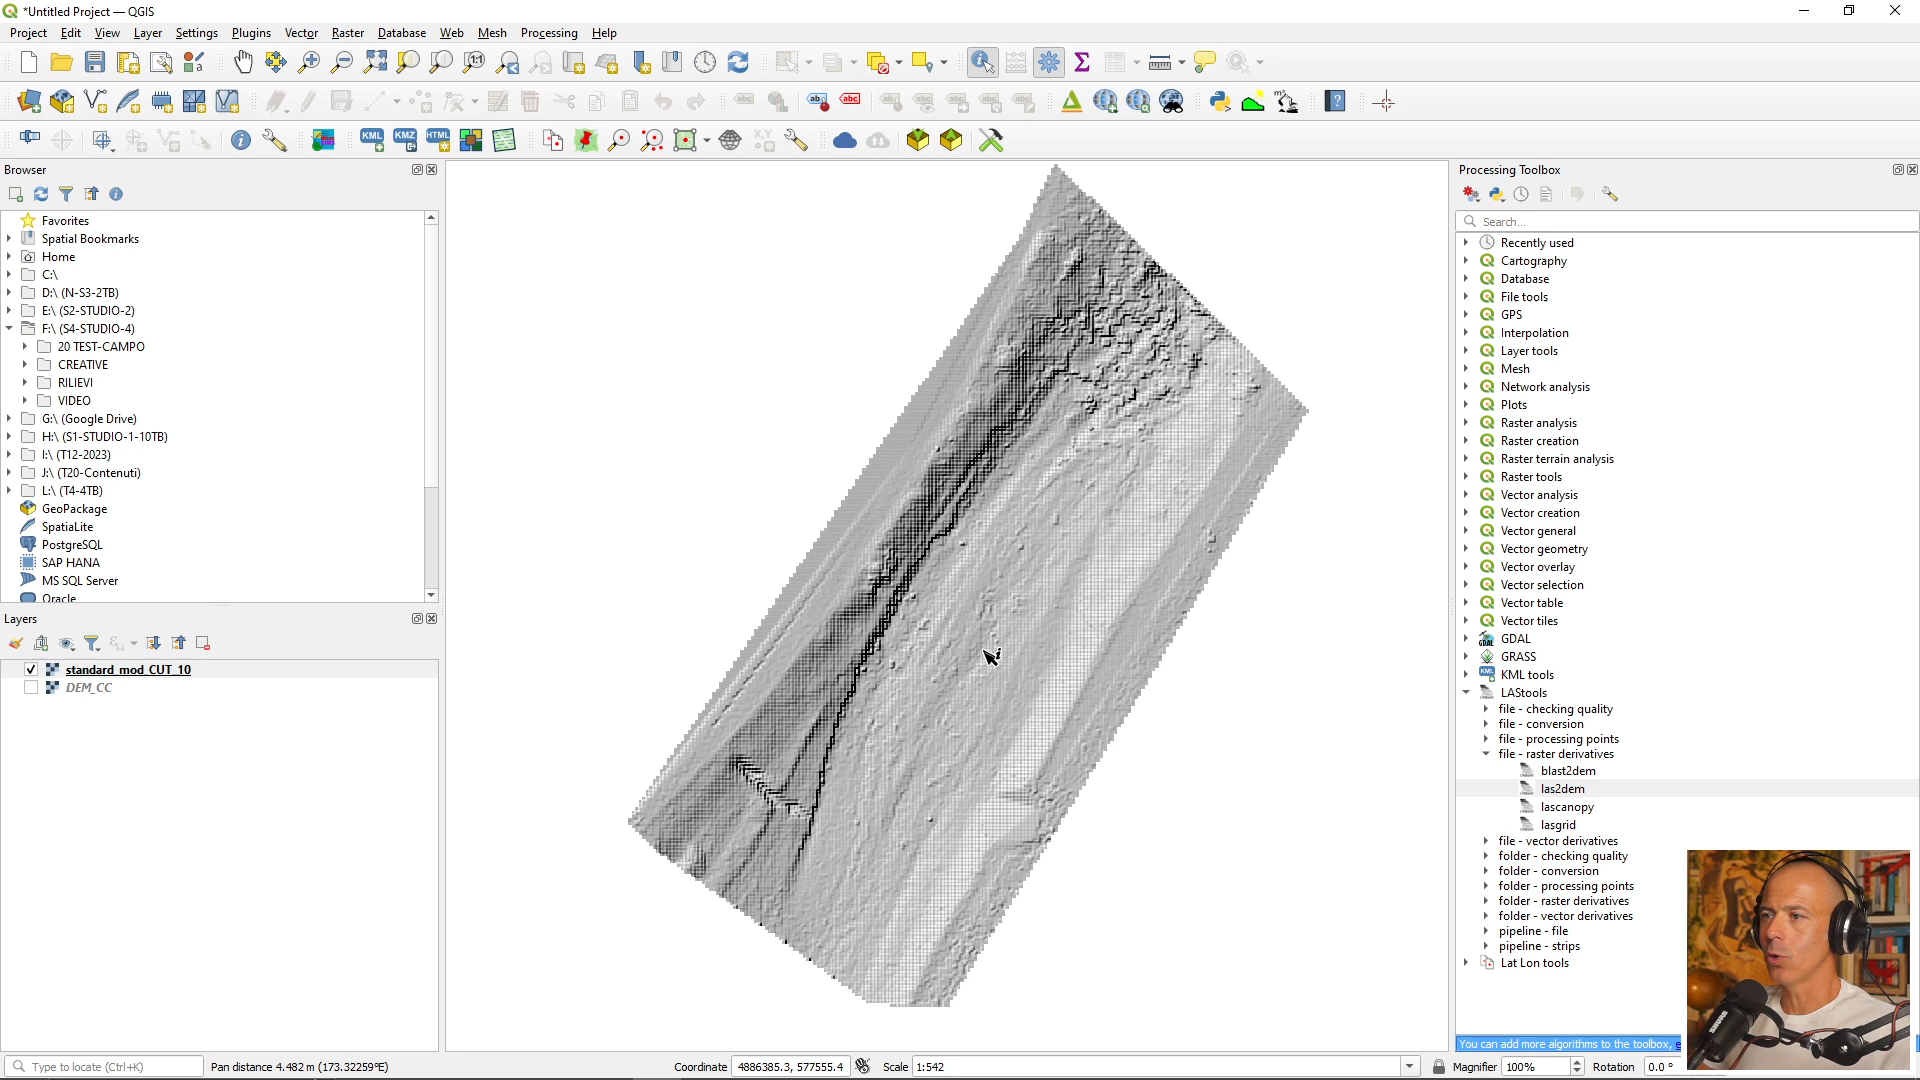 *Untitled Project — QGIS
Project Edit View Layer Settings Plugins Vector Raster Database Web Mesh Processing Help
Browser
Favorites
Spatial Bookmarks
Home
C:\
D:\ (N-S3-2TB)
E:\ (S2-STUDIO-2)
F:\ (S4-STUDIO-4)
20 TEST-CAMPO
CREATIVE
RILIEVI
VIDEO
G:\ (Google Drive)
H:\ (S1-STUDIO-1-10TB)
I:\ (T12-2023)
J:\ (T20-Contenuti)
L:\ (T4-4TB)
GeoPackage
SpatiaLite
PostgreSQL
SAP HANA
MS SQL Server
Oracle
Layers
standard_mod_CUT_10
DEM_CC
Processing Toolbox
Search...
Recently used
Cartography
Database
File tools
GPS
Interpolation
Layer tools
Mesh
Network analysis
Plots
Raster analysis
Raster creation
Raster terrain analysis
Raster tools
Vector analysis
Vector creation
Vector general
Vector geometry
Vector overlay
Vector selection
Vector table
Vector tiles
GDAL
GRASS
KML tools
LAStools
file - checking quality
file - conversion
file - processing points
file - raster derivatives
blast2dem
las2dem
lascanopy
lasgrid
file - vector derivatives
folder - checking quality
folder - conversion
folder - processing points
folder - raster derivatives
folder - vector derivatives
pipeline - file
pipeline - strips
Lat Lon tools
You can add more algorithms to the toolbox,
Type to locate (Ctrl+K) Pan distance 4.482 m (173.32259°E) Coordinate 4886385.3, 577555.4 Scale 1:542 Magnifier 100% Rotation 0.0 °